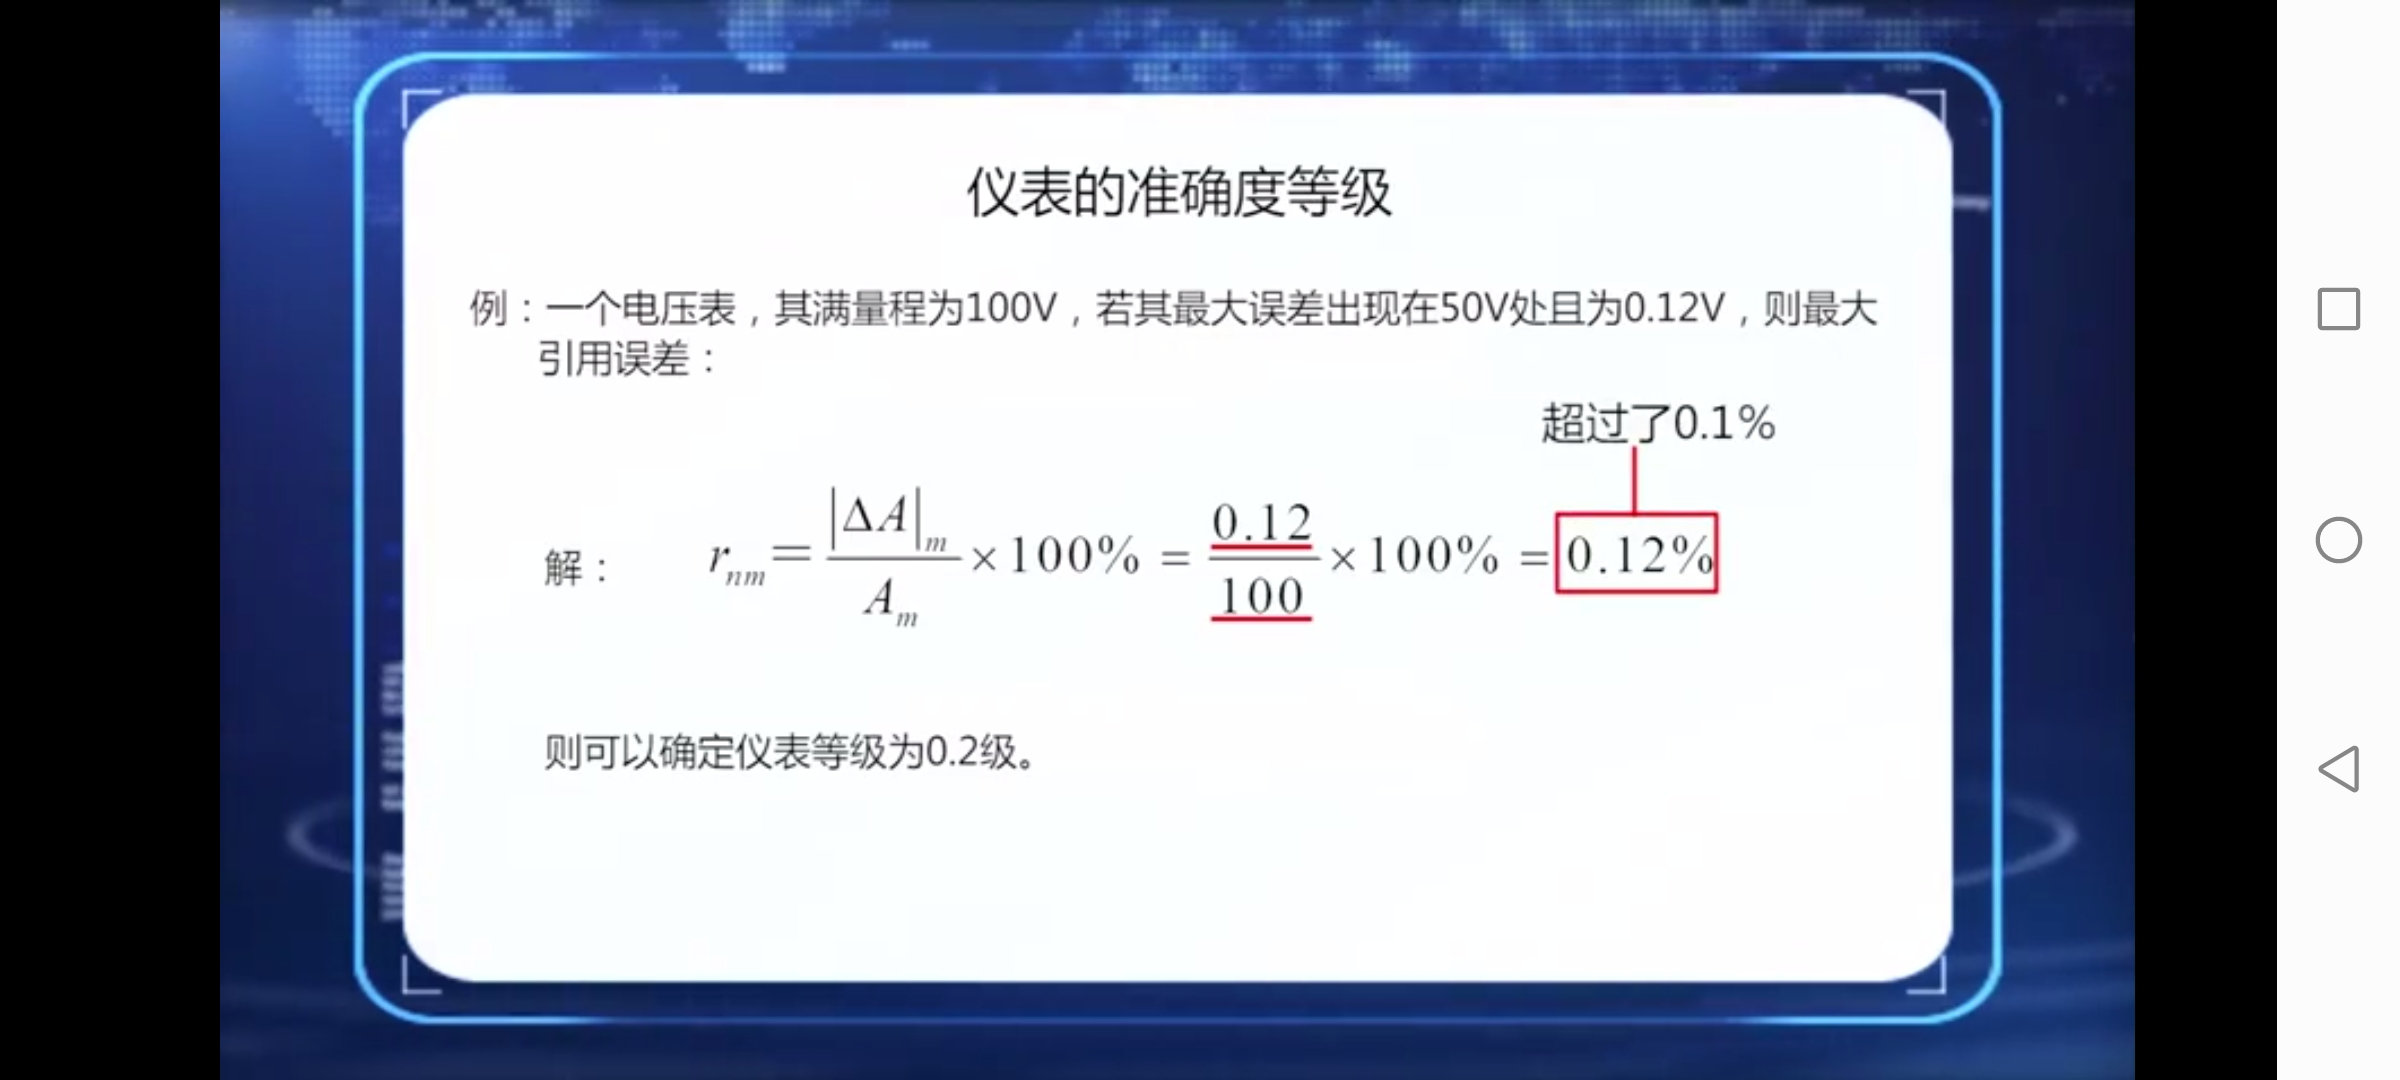 仪表的准确度等级
例：一个电压表，其满量程为100V，若其最大误差出现在50V处且为0.12V，则最大
引用误差：
超过了0.1%
解： r_{nm} = \frac{|ΔA|_m}{A_m} ×100% = \frac{0.12}{100} ×100% = 0.12%
则可以确定仪表等级为0.2级。